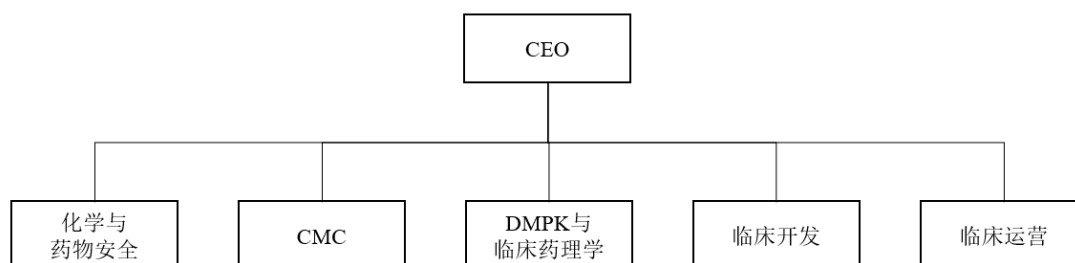 CEO
化学与
药物安全
CMC
DMPK与
临床药理学
临床开发
临床运营